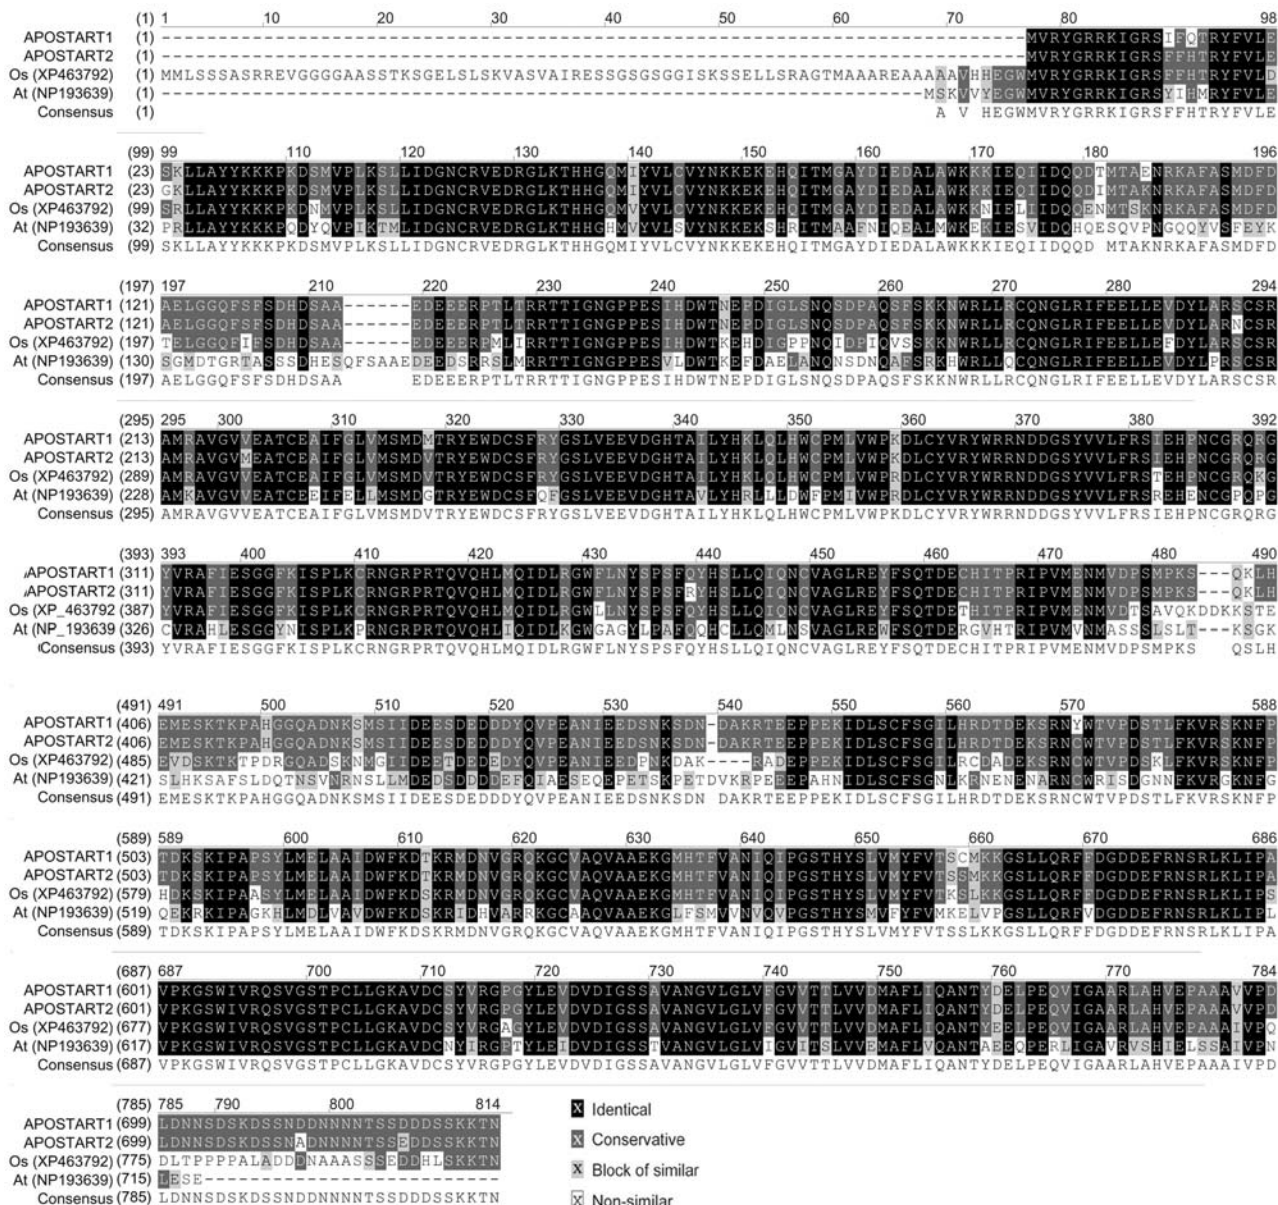 (1) 1 10 20 30 40 50 60 70 80 98
APOSTART1 (1) ----------------------------------------------------------------------------MVRYGRRKIGRSIFQTRYFVLE
APOSTART2 (1) ----------------------------------------------------------------------------MVRYGRRKIGRSFFHTRYFVLE
Os (XP463792) (1) MMLSSSASRREVGGGGAASSTKSGELSLSKVASVAIRESSGSGSGGISKSSELLSRAGTMAAAREAAAAAVHHEGWMVRYGRRKIGRSFFHTRYFVLD
At (NP193639) (1) -------------------------------------------------------------------MSKVVYEGWMVRYGRRKIGRSYIHMRYFVLE
Consensus (1) A V HEGWMVRYGRRKIGRSFFHTRYFVLE
(99) 99 110 120 130 140 150 160 170 180 196
APOSTART1 (23) SKLLAYYKKKPKDSMVPLKSLLIDGNCRVEDRGLKTHHGQMIYVLCVYNKKEKEHQITMGAYDIEDALAWKKKIEQIIDQQDTMTAENRKAFASMDFD
APOSTART2 (23) GKLLAYYKKKPKDSMVPLKSLLIDGNCRVEDRGLKTHHGQMIYVLCVYNKKEKEHQITMGAYDIEDALAWKKKIEQIIDQQDIMTAKNRKAFASMDFD
Os (XP463792) (99) SRLLAYYKKKPKDNMVPLKSLLIDGNCRVEDRGLKTHHGQMVYVLCVYNKKEKEHQITMGAYDIEDALAWKKNIELIIDQQENMTSKNRKAFASMDFD
At (NP193639) (32) PRLLAYYKKKPQDYQVPIKTMLIDGNCRVEDRGLKTHHGHMVYVLSVYNKKEKSHRITMAAFNIQEALMWKEKIESVIDQHQESQVPNGQQYVSFEYK
Consensus (99) SKLLAYYKKKPKDSMVPLKSLLIDGNCRVEDRGLKTHHGQMIYVLCVYNKKEKEHQITMGAYDIEDALAWKKKIEQIIDQQD MTAKNRKAFASMDFD
(197) 197 210 220 230 240 250 260 270 280 294
APOSTART1 (121) AELGGQFSFSDHDSAA------EDEEERPTLTRRTTIGNGPPESIHDWTNEPDIGLSNQSDPAQSFSKKNWRLLRCQNGLRIFEELLEVDYLARSCSR
APOSTART2 (121) AELGGQFSFSDHDSAA------EDEEERPTLTRRTTIGNGPPESIHDWTNEPDIGLSNQSDPAQSFSKKNWRLLRCQNGLRIFEELLEVDYLARNCSR
Os (XP463792) (197) TELGGQFIFSDHDSAA------EDEEERPMLIRRTTIGNGPPESIHDWTKEHDIGPPNQIDPIQVSSKKNWRLLRCQNGLRIFEELLEFDYLARSCSR
At (NP193639) (130) SGMDTGRTASSSDHESQFSAAEDEEDSRRSLMRRTTIGNGPPESVLDWTKEFDAELANQNSDNQAFSRKHWRLLQCQNGLRIFEELLEVDYLPRSCSR
Consensus (197) AELGGQFSFSDHDSAA EDEEERPTLTRRTTIGNGPPESIHDWTNEPDIGLSNQSDPAQSFSKKNWRLLRCQNGLRIFEELLEVDYLARSCSR
(295) 295 300 310 320 330 340 350 360 370 380 392
APOSTART1 (213) AMRAVGVVEATCEAIFGLVMSMDMTRYEWDCSFRYGSLVEEVDGHTAILYHKLQLHWCPMLVWPKDLCYVRYWRRNDDGSYVVLFRSIEHPNCGRQRG
APOSTART2 (213) AMRAVGVMEATCEAIFGLVMSMDVTRYEWDCSFRYGSLVEEVDGHTAILYHKLQLHWCPMLVWPKDLCYVRYWRRNDDGSYVVLFRSIEHPNCGRQRG
Os (XP463792) (289) AMRAVGVVEATCEAIFGLVMSMDVTRYEWDCSFRYGSLVEEVDGHTAILYHKLQLHWCPMLVWPRDLCYVRYWRRNDDGSYVVLFRSTEHPNCGRQKG
At (NP193639) (228) AMKAVGVVEATCEEIFELLMSMDGTRYEWDCSFQFGSLVEEVDGHTAVLYHRLLLDWFPMIVWPRDLCYVRYWRRNDDGSYVVLFRSREHENCGPQPG
Consensus (295) AMRAVGVVEATCEAIFGLVMSMDVTRYEWDCSFRYGSLVEEVDGHTAILYHKLQLHWCPMLVWPKDLCYVRYWRRNDDGSYVVLFRSIEHPNCGRQRG
(393) 393 400 410 420 430 440 450 460 470 480 490
APOSTART1 (311) YVRAFIESGGFKISPLKCRNGRPRTQVQHLMQIDLRGWFLNYSPSFQYHSLLQIQNCVAGLREYFSQTDECHITPRIPVMENMVDPSMPKS---QKLH
APOSTART2 (311) YVRAFIESGGFKISPLKCRNGRPRTQVQHLMQIDLRGWFLNYSPSFRYHSLLQIQNCVAGLREYFSQTDECHITPRIPVMENMVDPSMPKS---QKLH
Os (XP_463792 (387) YVRAFIESGGFKISPLKCRNGRPRTQVQHLMQIDLRGWLLNYSPSFQYHSLLQIQNCVAGLREYFSQTDETHITPRIPVMENMVDTSAVQKDDKKSTE
At (NP_193639 (326) CVRAHLESGGYNISPLKPRNGRPRTQVQHLIQIDLKGWGAGYLPAFQQHCLLQMLNSVAGLREWFSQTDERGVHTRIPVMVNMASSSLSLT---KSGK
Consensus (393) YVRAFIESGGFKISPLKCRNGRPRTQVQHLMQIDLRGWFLNYSPSFQYHSLLQIQNCVAGLREYFSQTDECHITPRIPVMENMVDPSMPKS QSLH
(491) 491 500 510 520 530 540 550 560 570 588
APOSTART1 (406) EMESKTKPAHGGQADNKSMSIIDEESDEDDDYQVPEANIEEDSNKSDN-DAKRTEEPPEKIDLSCFSGILHRDTDEKSRNYWTVPDSTLFKVRSKNFP
APOSTART2 (406) EMESKTKPAHGGQADNKSMSIIDEESDEDDDYQVPEANIEEDSNKSDN-DAKRTEEPPEKIDLSCFSGILHRDTDEKSRNCWTVPDSTLFKVRSKNFP
Os (XP463792) (485) EVDSKTKTPDRGQADSKNMGIIDEETDEDEDYQVPEANIEEDPNKDAK----RADEPPEKIDLSCFSGILRCDADEKSRNCWTVPDSKLFKVRSKNFP
At (NP193639) (421) SLHKSAFSLDQTNSVNRNSLLMDEDSDDDDEFQIAESEQEPETSKPETDVKRPEEEPAHNIDLSCFSGNLKRNENENARNCWRISDGNNFKVRGKNFG
Consensus (491) EMESKTKPAHGGQADNKSMSIIDEESDEDDDYQVPEANIEEDSNKSDN DAKRTEEPPEKIDLSCFSGILHRDTDEKSRNCWTVPDSTLFKVRSKNFP
(589) 589 600 610 620 630 640 650 660 670 686
APOSTART1 (503) TDKSKIPAPSYLMELAAIDWFKDTKRMDNVGRQKGCVAQVAAEKGMHTFVANIQIPGSTHYSLVMYFVTSCMKKGSLLQRFFDGDDEFRNSRLKLIPA
APOSTART2 (503) TDKSKIPAPSYLMELAAIDWFKDTKRMDNVGRQKGCVAQVAAEKGMHTFVANIQIPGSTHYSLVMYFVTSSMKKGSLLQRFFDGDDEFRNSRLKLIPA
Os (XP463792) (579) HDKSKIPAASYLMELAAIDWFKDSKRMDNVGRQKGCVAQVAAEKGMHTFVANIQIPGSTHYSLVMYFVTKSLKKGSLLQRFFDGDDEFRNSRLKLIPS
At (NP193639) (519) QEKRKIPAGKHLMDLVAVDWFKDSKRIDHVARRKGCAAQVAAEKGLFSMVVNVQVPGSTHYSMVFYFVMKELVPGSLLQRFVDGDDEFRNSRLKLIPL
Consensus (589) TDKSKIPAPSYLMELAAIDWFKDSKRMDNVGRQKGCVAQVAAEKGMHTFVANIQIPGSTHYSLVMYFVTSSLKKGSLLQRFFDGDDEFRNSRLKLIPA
(687) 687 700 710 720 730 740 750 760 770 784
APOSTART1 (601) VPKGSWIVRQSVGSTPCLLGKAVDCSYVRGPGYLEVDVDIGSSAVANGVLGLVFGVVTTLVVDMAFLIQANTYDELPEQVIGAARLAHVEPAAAVVPD
APOSTART2 (601) VPKGSWIVRQSVGSTPCLLGKAVDCSYVRGPGYLEVDVDIGSSAVANGVLGLVFGVVTTLVVDMAFLIQANTYDELPEQVIGAARLAHVEPAAAVVPD
Os (XP463792) (677) VPKGSWIVRQSVGSTPCLLGKAVDCSYVRGAGYLEVDVDIGSSAVANGVLGLVFGVVTTLVVDMAFLIQANTYEELPEQVIGAARLAHVEPAAAIVPQ
At (NP193639) (617) VPKGSWIVRQSVGSTPCLLGKAVDCNYIRGPTYLEIDVDIGSSTVANGVLGLVIGVITSLVVEMAFLVQANTAEEQPERLIGAVRVSHIELSSAIVPN
Consensus (687) VPKGSWIVRQSVGSTPCLLGKAVDCSYVRGPGYLEVDVDIGSSAVANGVLGLVFGVVTTLVVDMAFLIQANTYDELPEQVIGAARLAHVEPAAAIVPD
(785) 785 790 800 814
APOSTART1 (699) LDNNSDSKDSSNDDNNNNTSSDDDSSKKTN
APOSTART2 (699) LDNNSDSKDSSNADNNNNTSSEDDSSKKTN
Os (XP463792) (775) DLTPPPPALADDDNAAASSSEDDHLSKKTN
At (NP193639) (715) LESE--------------------------
Consensus (785) LDNNSDSKDSSNDDNNNNTSSDDDSSKKTN
X Identical
X Conservative
X Block of similar
X Non-similar